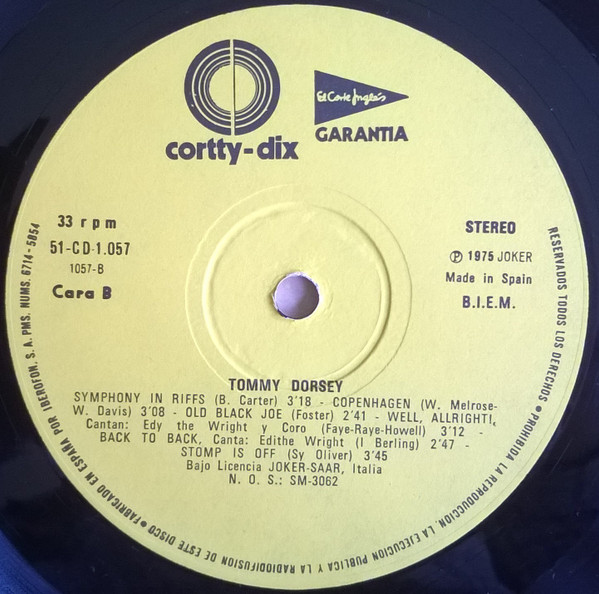 El Corte Inglés
cortty-dix
GARANTIA
33 rpm
51-CD-1.057
1057-B
Cara B
STEREO
Ⓟ 1975 JOKER
Made in Spain
B.I.E.M.
TOMMY DORSEY
SYMPHONY IN RIFFS (B. Carter) 3'18 - COPENHAGEN (W. Melrose-
W. Davis) 3'08 - OLD BLACK JOE (Foster) 2'41 - WELL, ALLRIGHT!,
Cantan: Edy the Wright y Coro (Faye-Raye-Howell) 3'12 -
BACK TO BACK, Canta: Edithe Wright (I Berling) 2'47 -
STOMP IS OFF (Sy Oliver) 3'45
Bajo Licencia JOKER-SAAR, Italia
N. O. S.: SM-3062
RESERVADOS TODOS LOS DERECHOS • PROHIBIDA LA REPRODUCCION, LA EJECUCION PUBLICA Y LA RADIODIFUSION DE ESTE DISCO • FABRICADO EN ESPAÑA POR IBEROFON, S. A. PMS. NUMS. 6714-5854